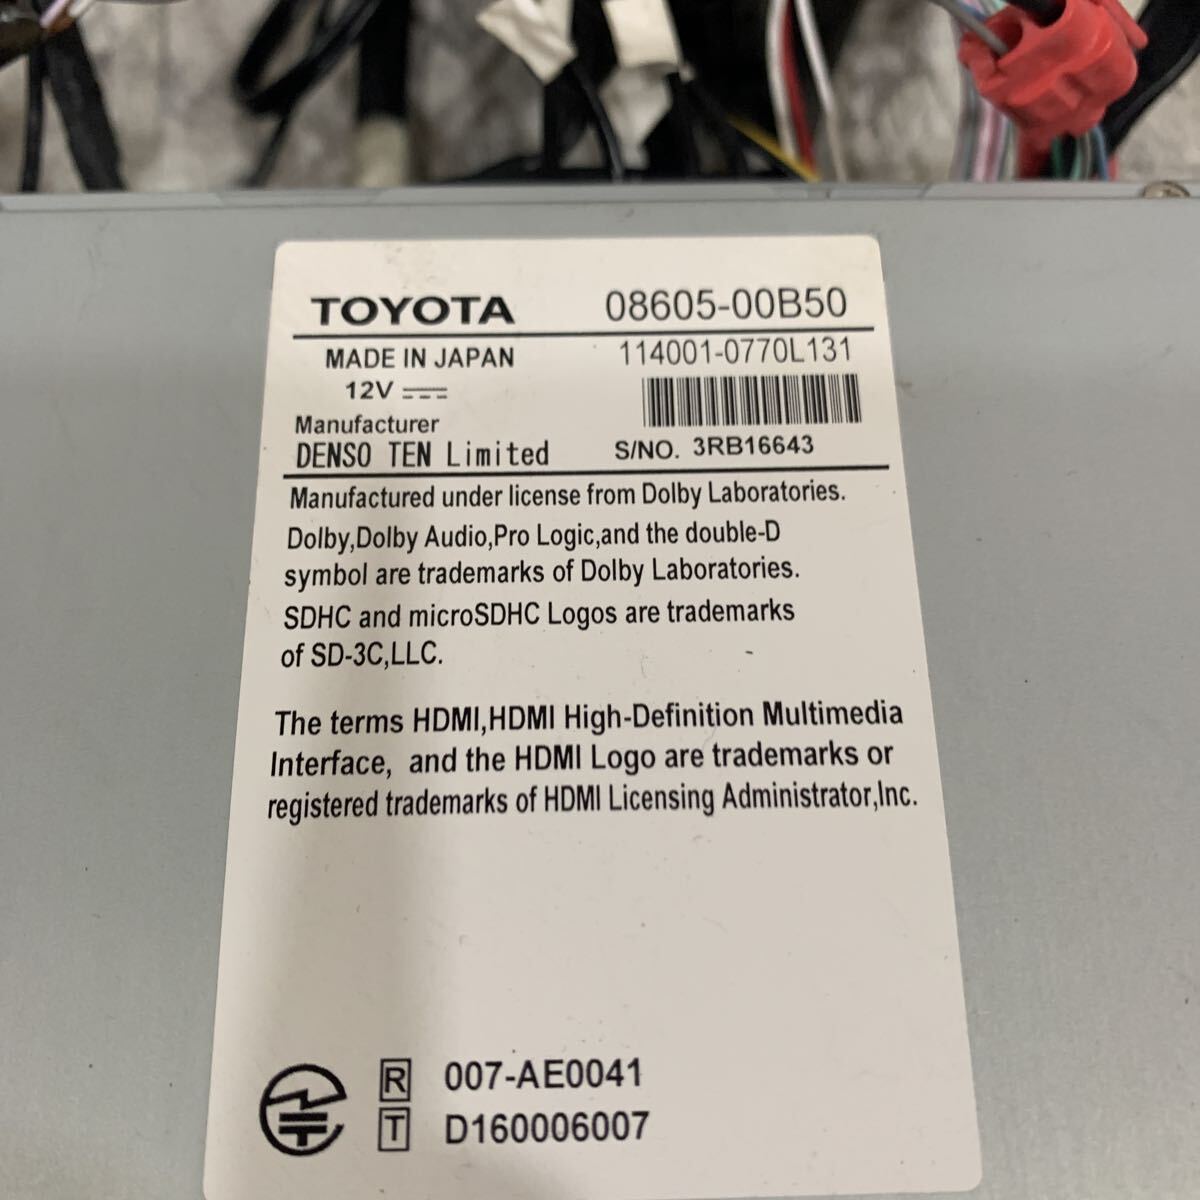 TOYOTA 08605-00B50
MADE IN JAPAN 114001-0770L131
12V
Manufacturer
DENSO TEN Limited S/NO. 3RB16643
Manufactured under license from Dolby Laboratories.
Dolby,Dolby Audio,Pro Logic,and the double-D
symbol are trademarks of Dolby Laboratories.
SDHC and microSDHC Logos are trademarks
of SD-3C,LLC.
The terms HDMI,HDMI High-Definition Multimedia
Interface, and the HDMI Logo are trademarks or
registered trademarks of HDMI Licensing Administrator,Inc.
R 007-AE0041
T D160006007